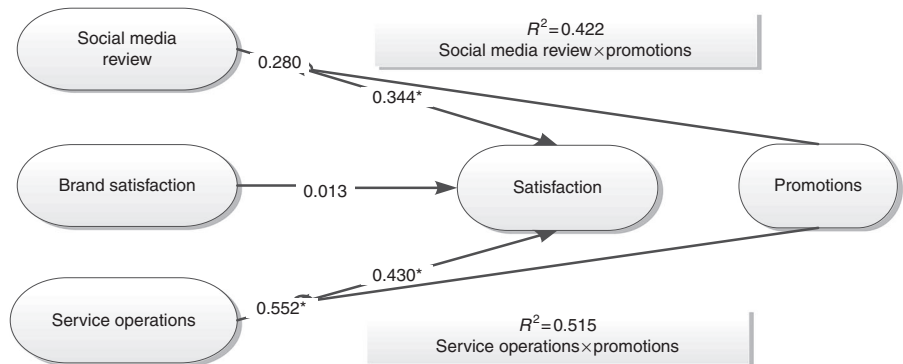 Social media
review
R²=0.422
Social media review×promotions
0.280
0.344*
Brand satisfaction
0.013
Satisfaction
Promotions
0.430*
0.552*
Service operations
R²=0.515
Service operations×promotions